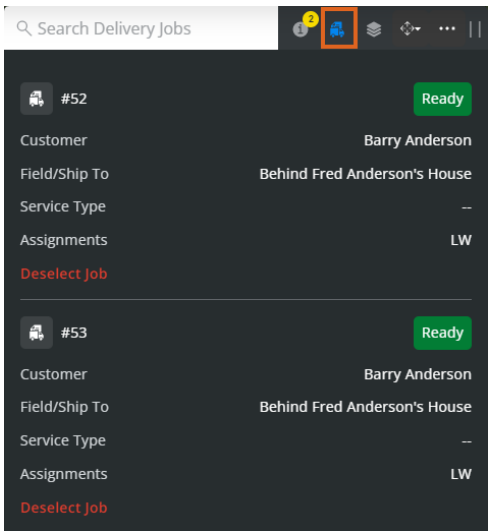 Search Delivery Jobs 2
#52 Ready
Customer Barry Anderson
Field/Ship To Behind Fred Anderson's House
Service Type --
Assignments LW
Deselect Job
#53 Ready
Customer Barry Anderson
Field/Ship To Behind Fred Anderson's House
Service Type --
Assignments LW
Deselect Job